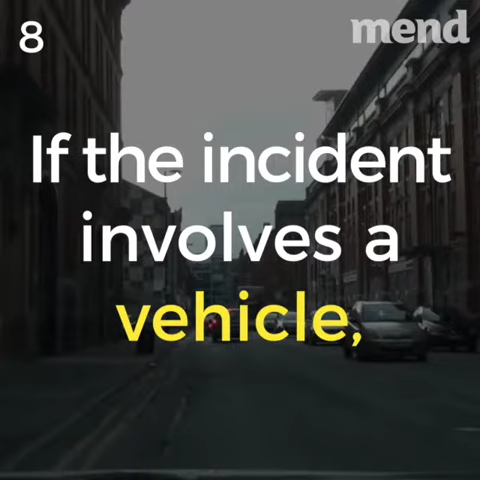 8
mend
If the incident
involves a
vehicle,